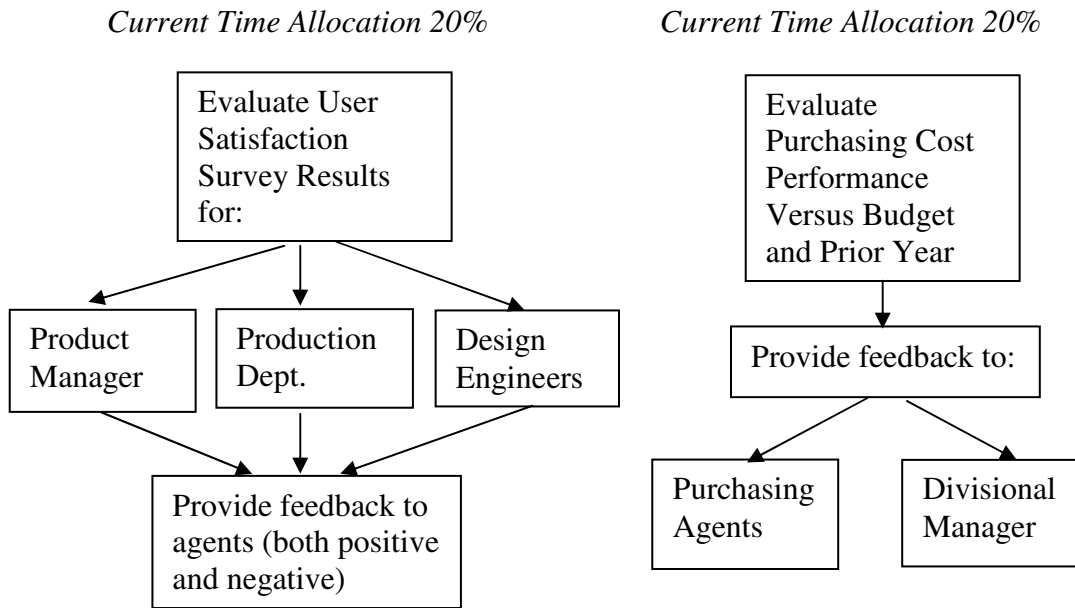 Current Time Allocation 20%
Evaluate User
Satisfaction
Survey Results
for:
Product
Manager
Production
Dept.
Design
Engineers
Provide feedback to
agents (both positive
and negative)
Current Time Allocation 20%
Evaluate
Purchasing Cost
Performance
Versus Budget
and Prior Year
Provide feedback to:
Purchasing
Agents
Divisional
Manager